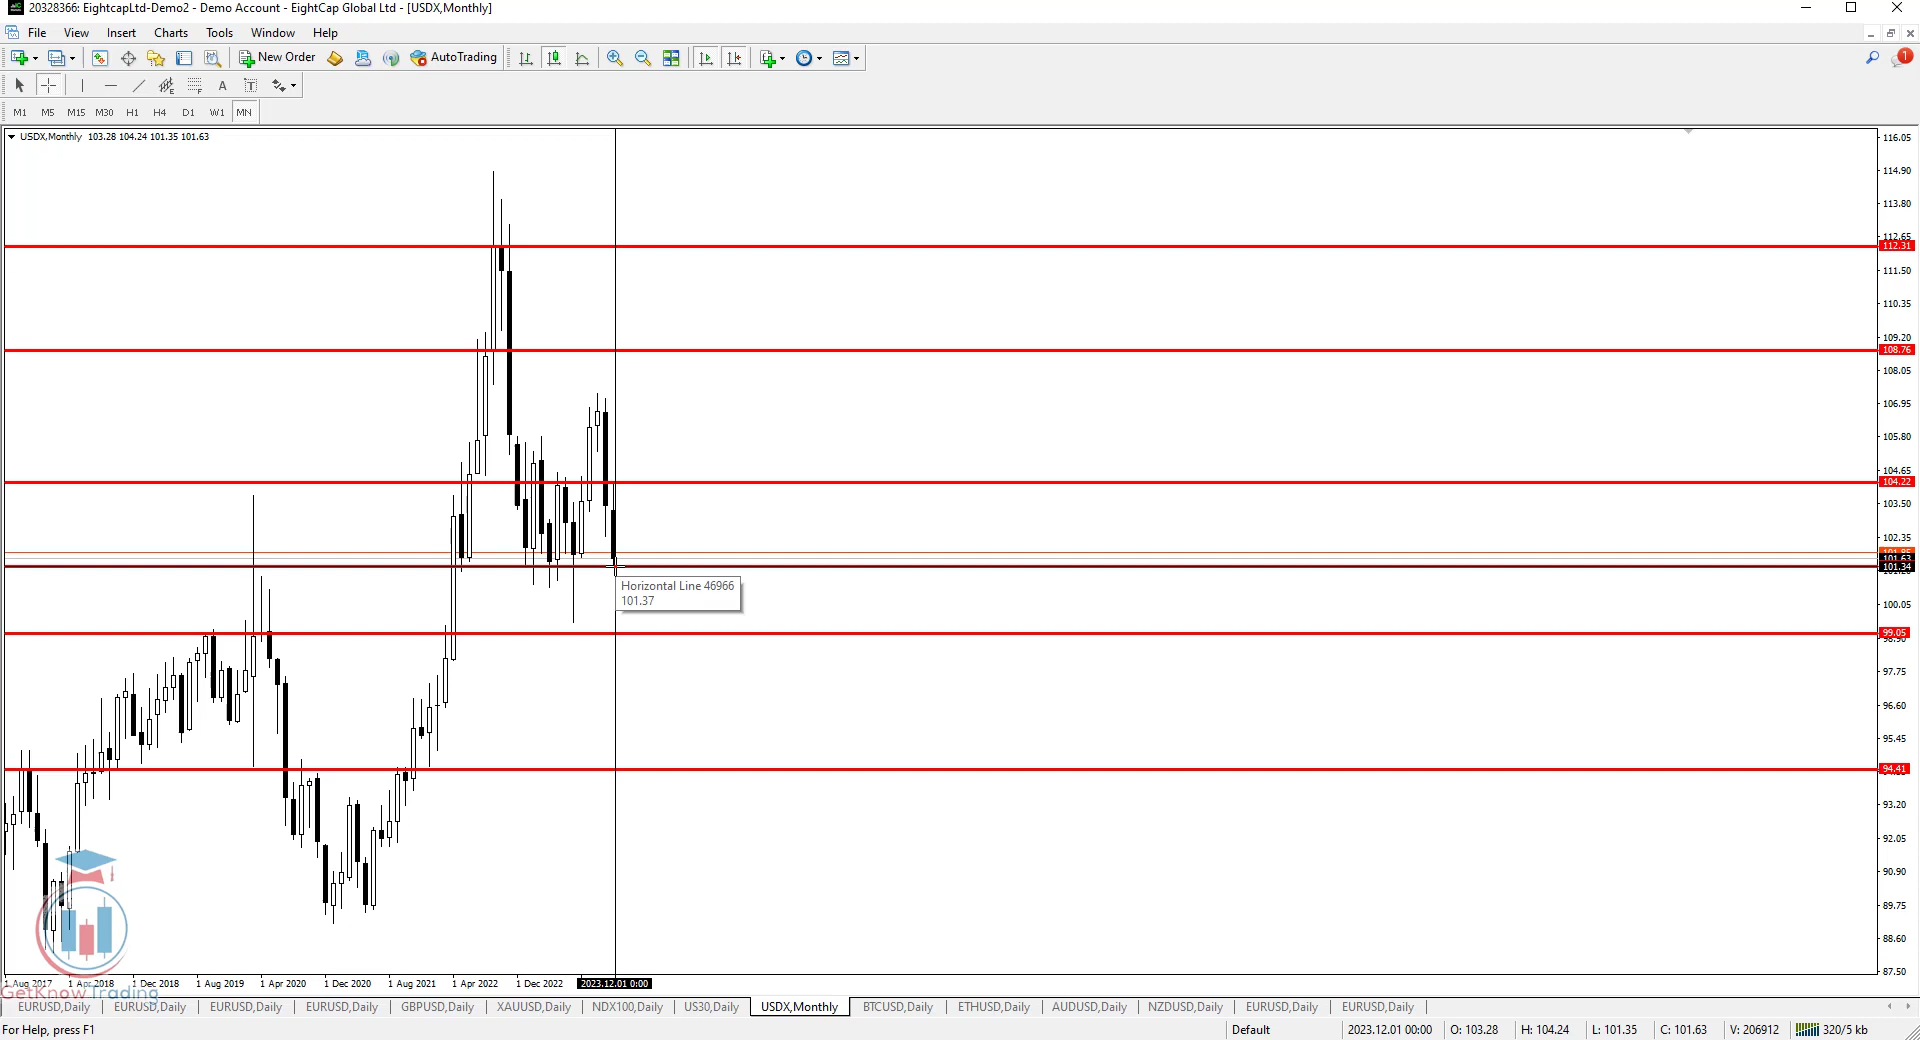 20328366: EightcapLtd-Demo2 - Demo Account - EightCap Global Ltd - [USDX,Monthly]
File View Insert Charts Tools Window Help
New Order AutoTrading 1
A T
M1 M5 M15 M30 H1 H4 D1 W1 MN
USDX,Monthly 103.28 104.24 101.35 101.63
116.05
114.90
113.80
112.65
112.31
111.50
110.35
109.20
108.76
108.05
106.95
105.80
104.65
104.22
103.50
102.35
101.63
101.34
Horizontal Line 46966
101.37
100.05
99.05
97.75
96.60
95.45
94.41
93.20
92.05
90.90
89.75
88.60
87.50
1 Aug 2017 1 Apr 2018 1 Dec 2018 1 Aug 2019 1 Apr 2020 1 Dec 2020 1 Aug 2021 1 Apr 2022 1 Dec 2022 2023.12.01 0:00
GetKnowTrading
EURUSD,Daily EURUSD,Daily EURUSD,Daily EURUSD,Daily GBPUSD,Daily XAUUSD,Daily NDX100,Daily US30,Daily USDX,Monthly BTCUSD,Daily ETHUSD,Daily AUDUSD,Daily NZDUSD,Daily EURUSD,Daily EURUSD,Daily
For Help, press F1 Default 2023.12.01 00:00 O: 103.28 H: 104.24 L: 101.35 C: 101.63 V: 206912 320/5 kb